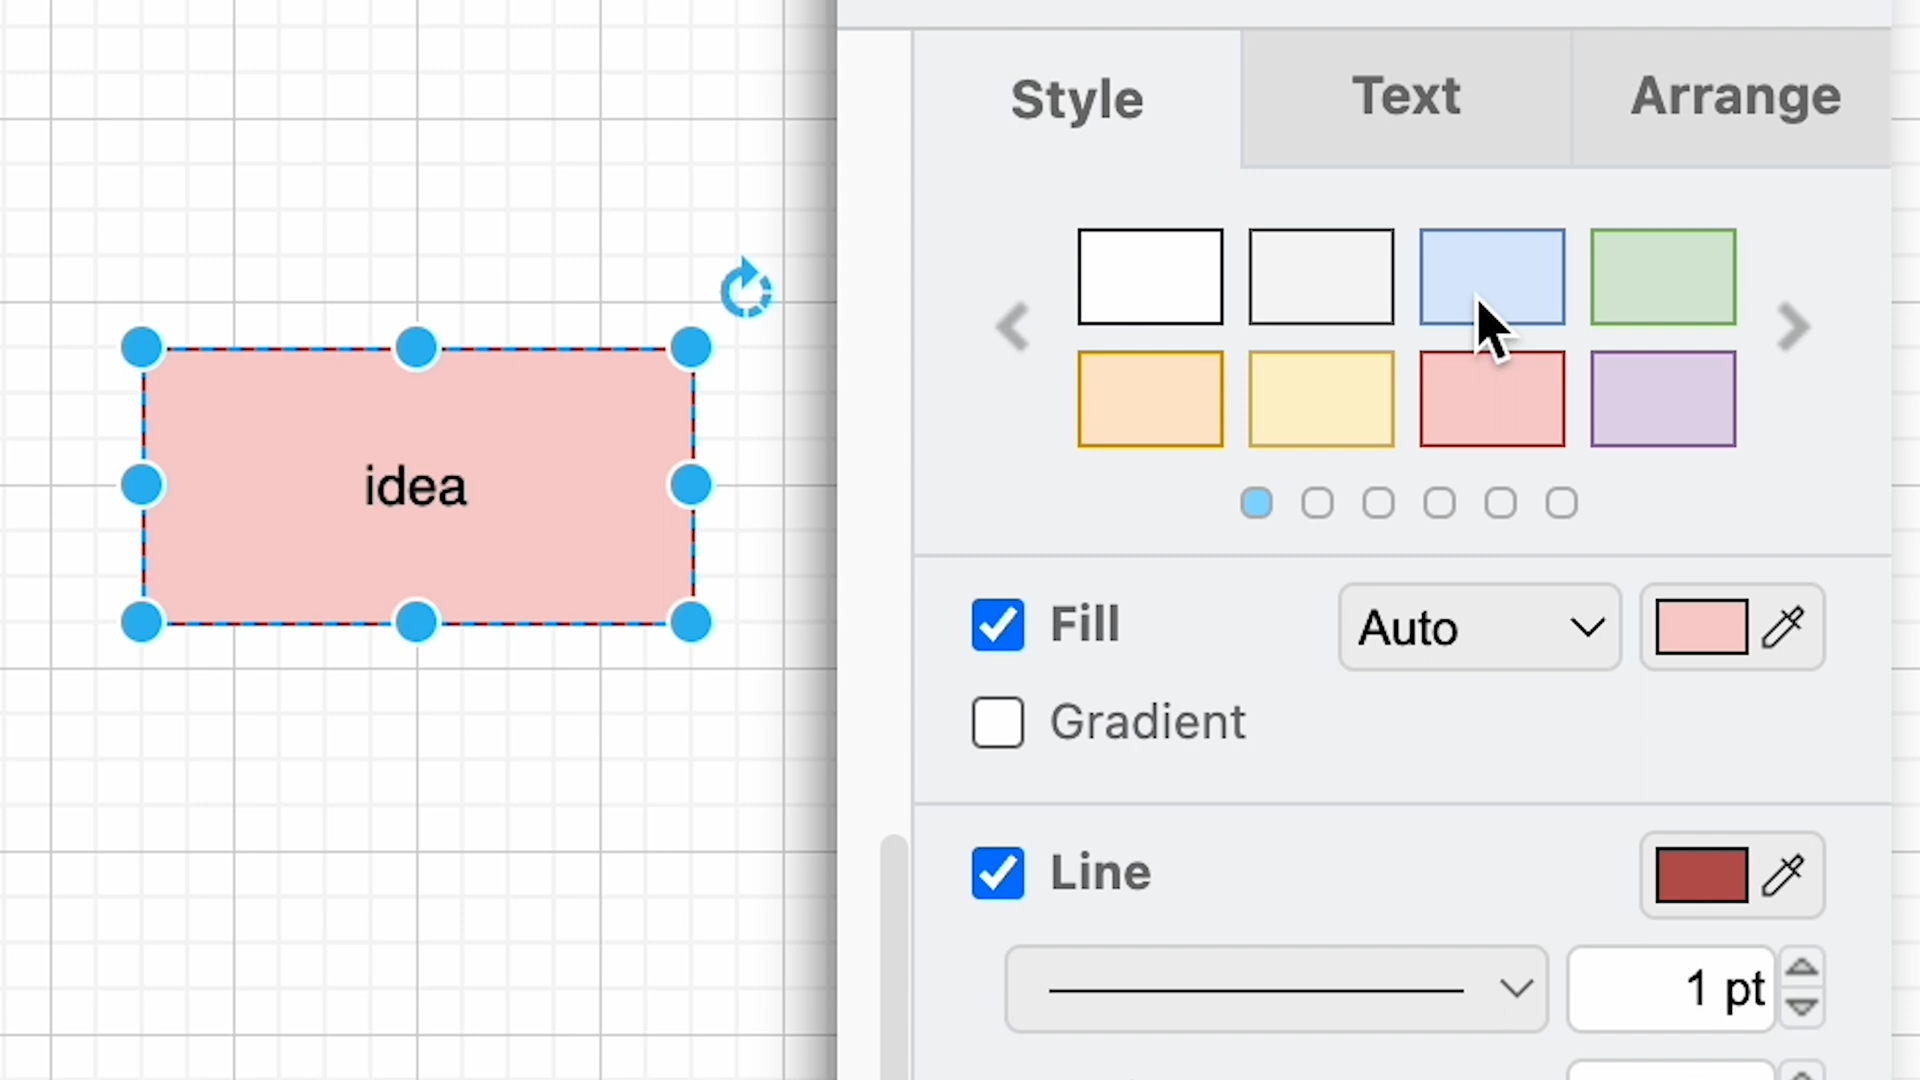 Style Text Arrange
idea
Fill Auto
Gradient
Line
1 pt